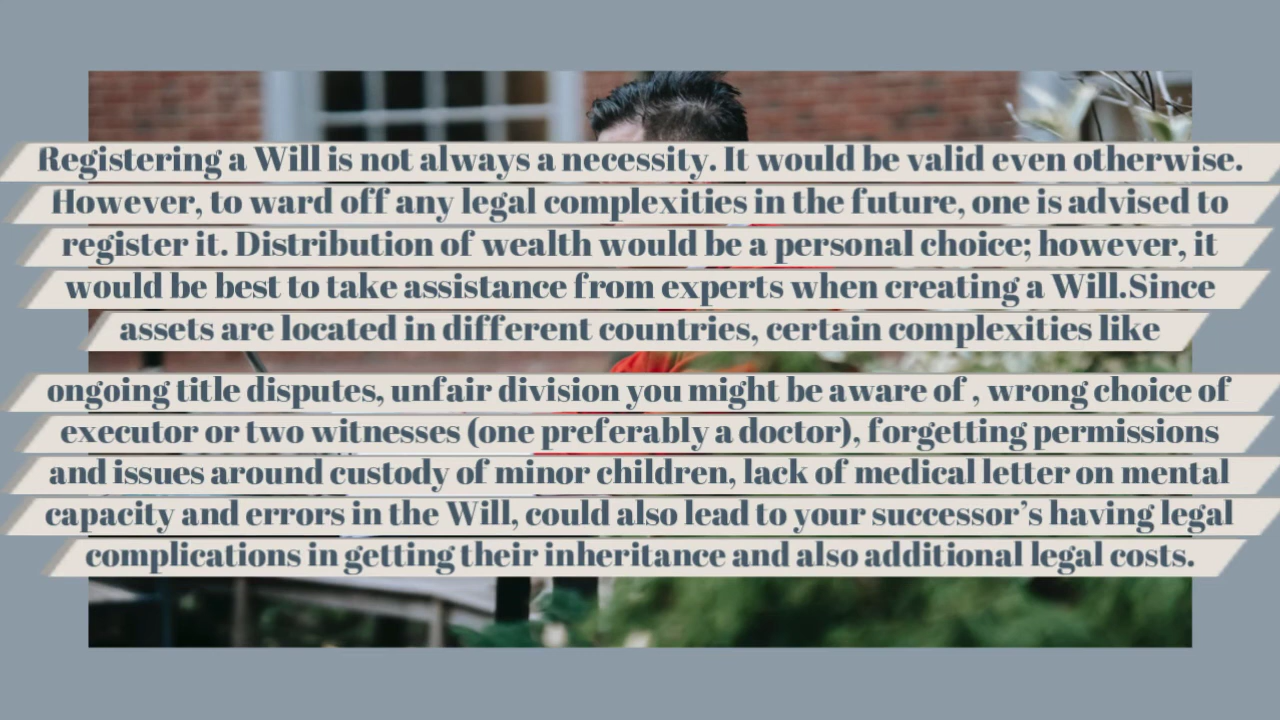 Registering a Will is not always a necessity. It would be valid even otherwise.
However, to ward off any legal complexities in the future, one is advised to
register it. Distribution of wealth would be a personal choice; however, it
would be best to take assistance from experts when creating a Will.Since
assets are located in different countries, certain complexities like
ongoing title disputes, unfair division you might be aware of , wrong choice of
executor or two witnesses (one preferably a doctor), forgetting permissions
and issues around custody of minor children, lack of medical letter on mental
capacity and errors in the Will, could also lead to your successor’s having legal
complications in getting their inheritance and also additional legal costs.